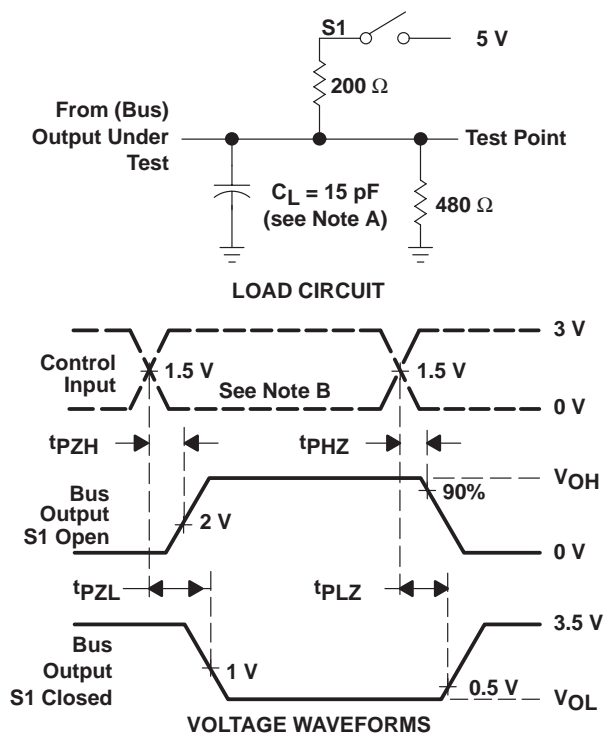 S1
5 V
200 Ω
From (Bus)
Output Under
Test
Test Point
CL = 15 pF
(see Note A)
480 Ω
LOAD CIRCUIT
Control
Input
1.5 V
See Note B
1.5 V
3 V
0 V
tPZH
tPHZ
Bus
Output
S1 Open
2 V
90%
VOH
0 V
tPZL
tPLZ
Bus
Output
S1 Closed
1 V
0.5 V
3.5 V
VOL
VOLTAGE WAVEFORMS